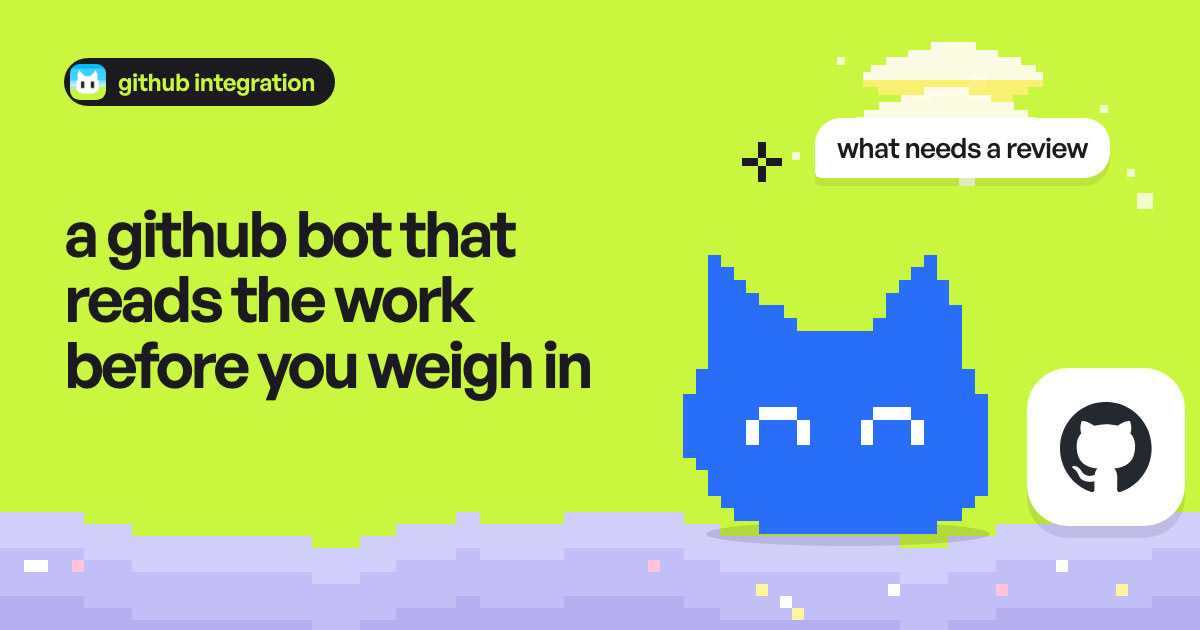 github integration
what needs a review
a github bot that
reads the work
before you weigh in